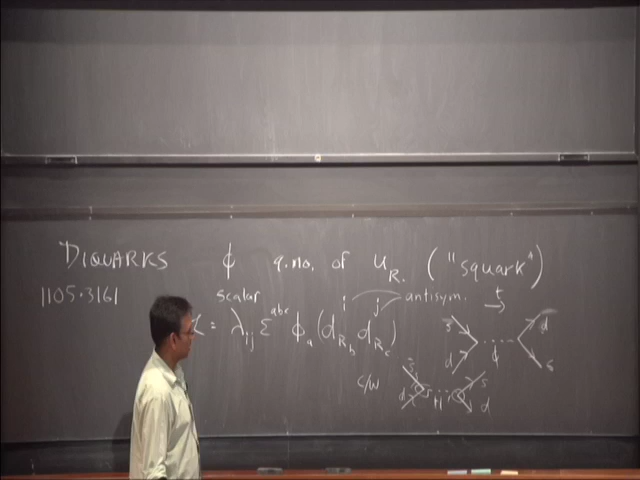 DIQUARKS ϕ q.no. of u_R. ("squark")
1105.3161
scalar i j antisym. t →
L = λ_ij ε^abc ϕ_a (d_R_b d_R_c)
s d
d ϕ s
c/w
s s
d d